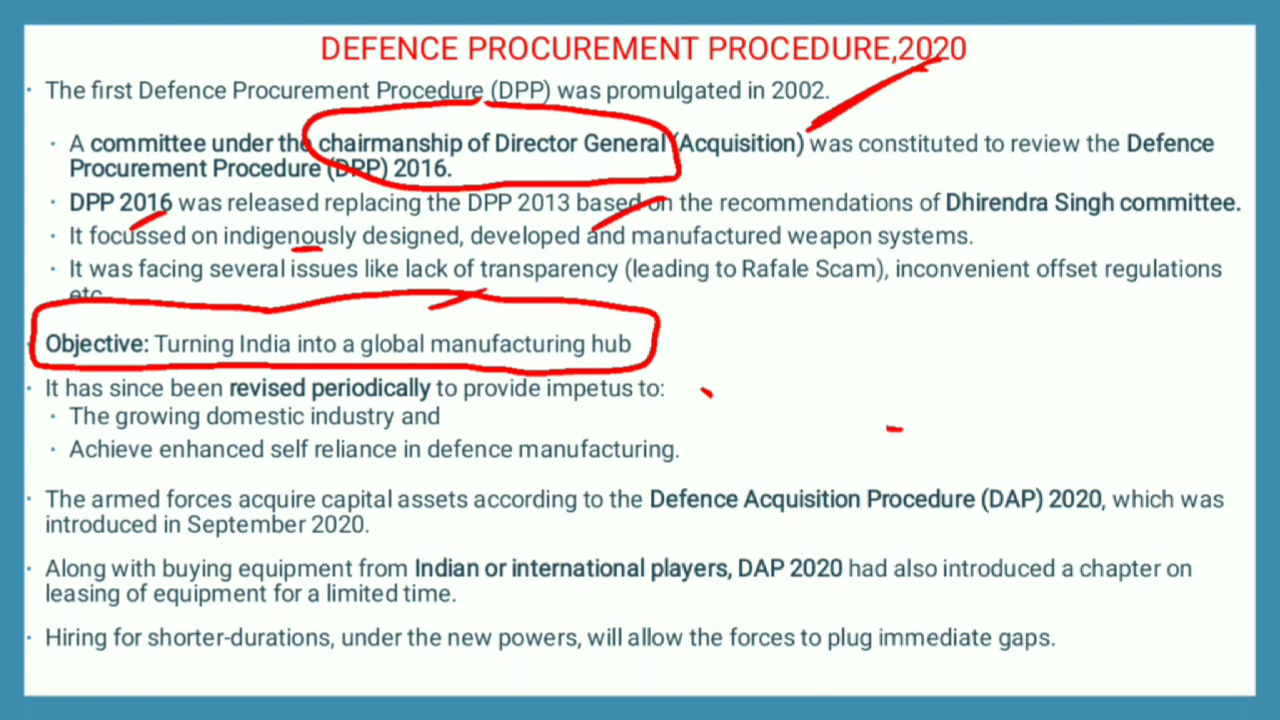 DEFENCE PROCUREMENT PROCEDURE,2020
· The first Defence Procurement Procedure (DPP) was promulgated in 2002.
· A committee under the chairmanship of Director General (Acquisition) was constituted to review the Defence
Procurement Procedure (DPP) 2016.
· DPP 2016 was released replacing the DPP 2013 based on the recommendations of Dhirendra Singh committee.
· It focussed on indigenously designed, developed and manufactured weapon systems.
· It was facing several issues like lack of transparency (leading to Rafale Scam), inconvenient offset regulations
etc
· Objective: Turning India into a global manufacturing hub
· It has since been revised periodically to provide impetus to:
· The growing domestic industry and
· Achieve enhanced self reliance in defence manufacturing.
· The armed forces acquire capital assets according to the Defence Acquisition Procedure (DAP) 2020, which was
introduced in September 2020.
· Along with buying equipment from Indian or international players, DAP 2020 had also introduced a chapter on
leasing of equipment for a limited time.
· Hiring for shorter-durations, under the new powers, will allow the forces to plug immediate gaps.